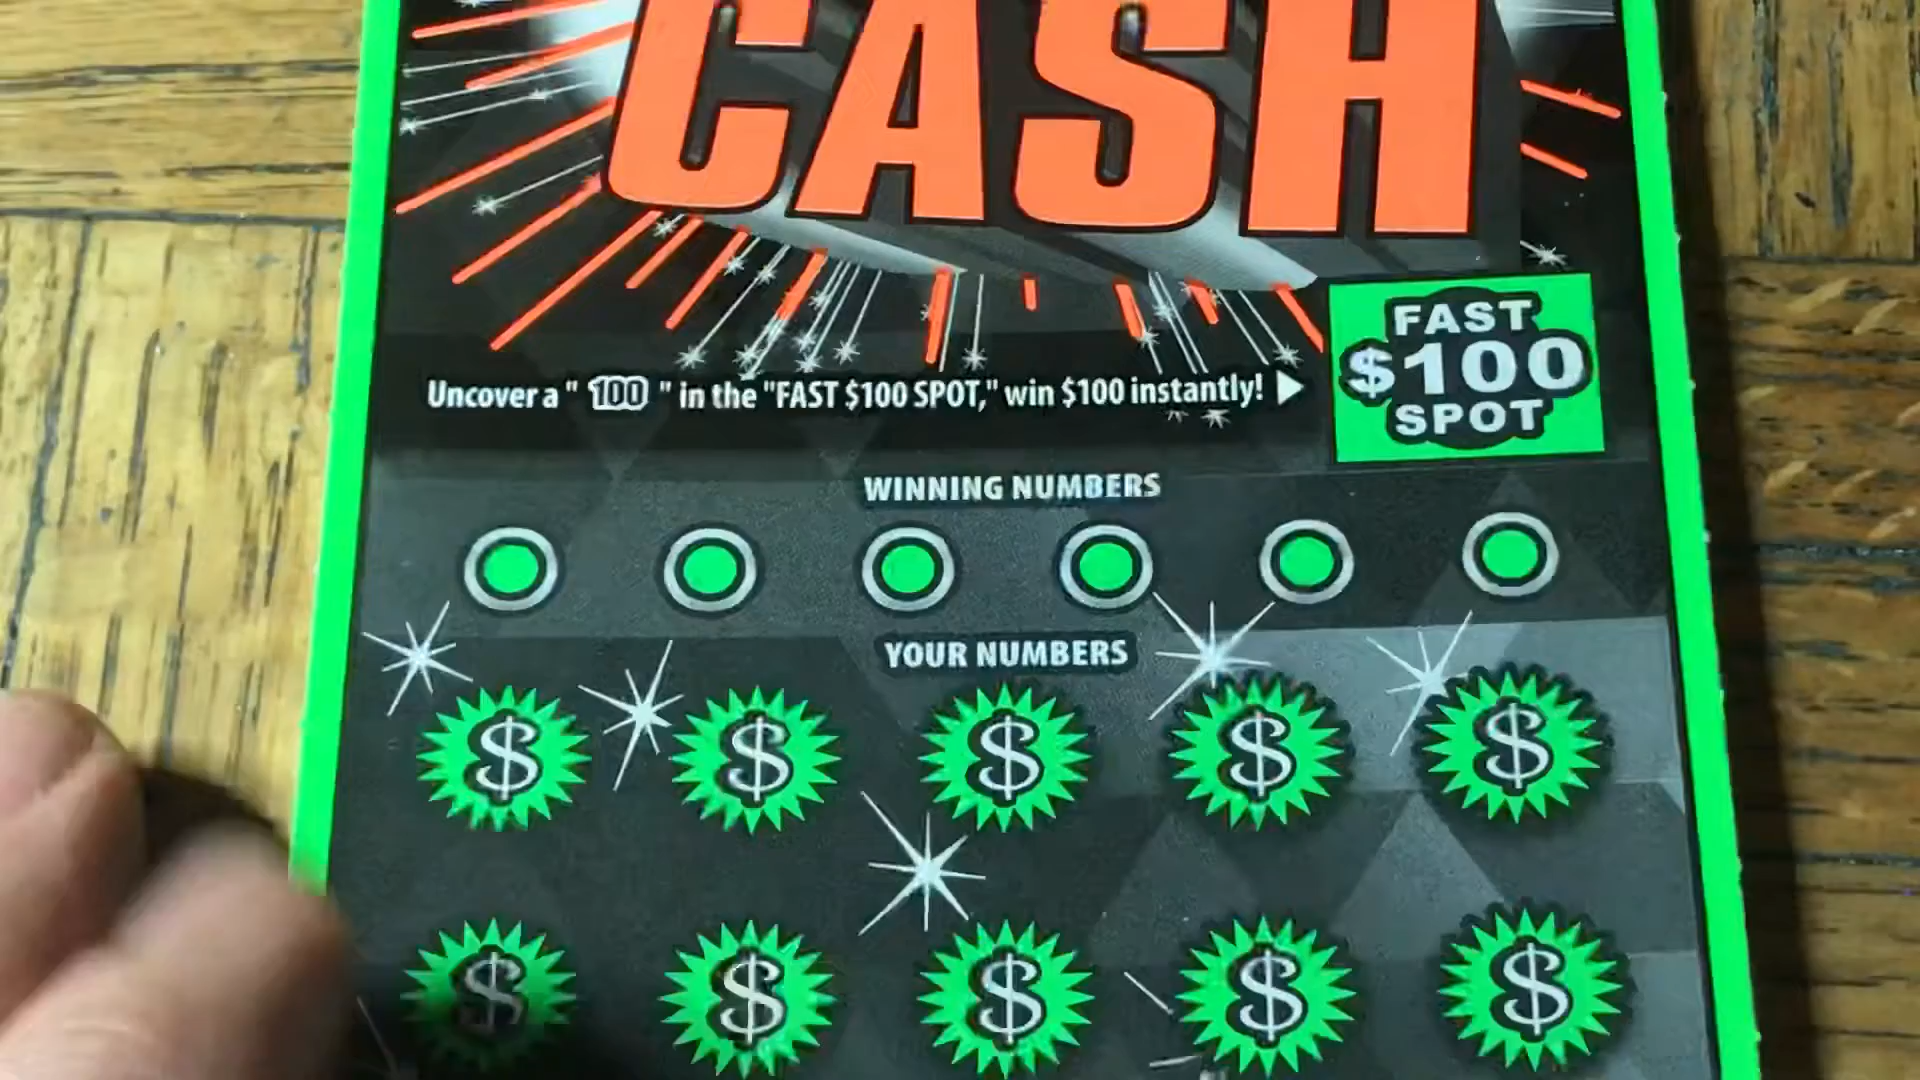 CASH
Uncover a " 100 " in the "FAST $100 SPOT," win $100 instantly!
FAST
$100
SPOT
WINNING NUMBERS
YOUR NUMBERS
$ $ $ $ $
$ $ $ $ $